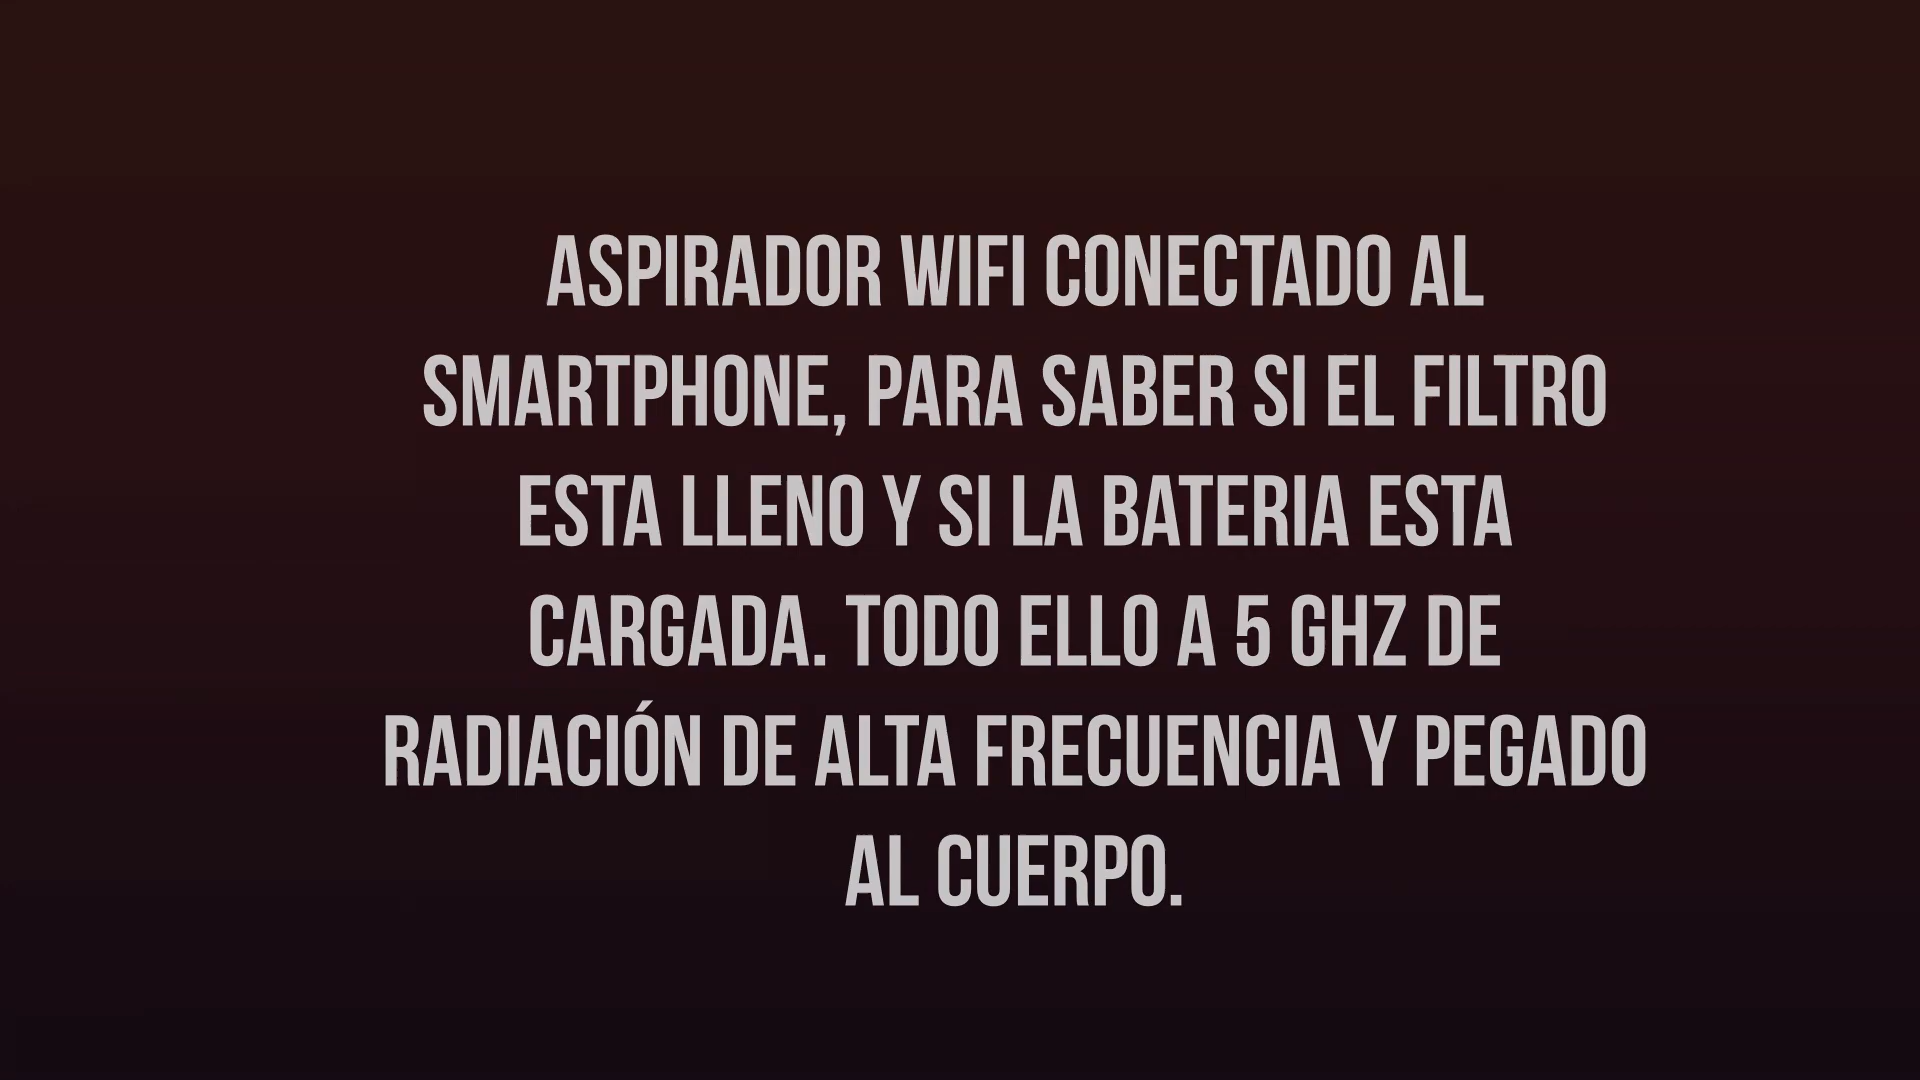 ASPIRADOR WIFI CONECTADO AL
SMARTPHONE, PARA SABER SI EL FILTRO
ESTA LLENO Y SI LA BATERIA ESTA
CARGADA. TODO ELLO A 5 GHZ DE
RADIACIÓN DE ALTA FRECUENCIA Y PEGADO
AL CUERPO.